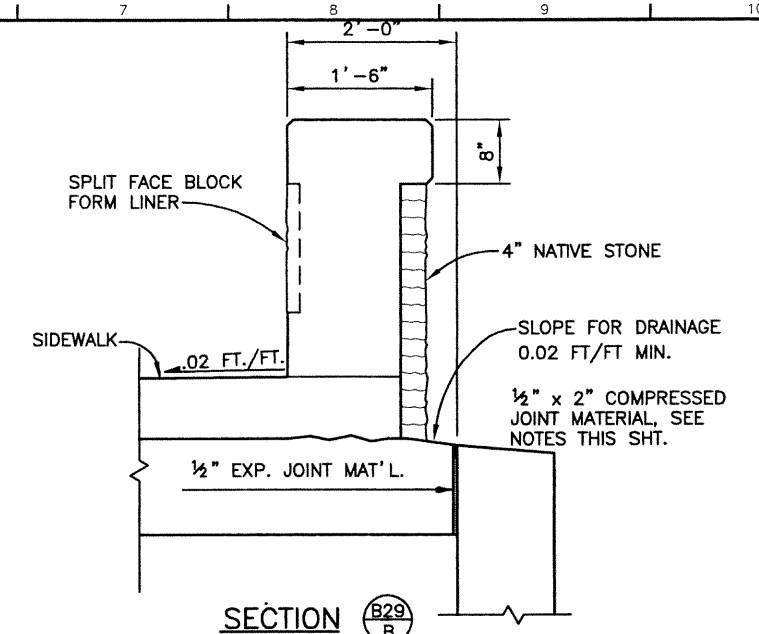 7 8 9 10
2'-0"
1'-6"
8"
SPLIT FACE BLOCK
FORM LINER
4" NATIVE STONE
SIDEWALK
.02 FT./FT.
SLOPE FOR DRAINAGE
0.02 FT/FT MIN.
½" x 2" COMPRESSED
JOINT MATERIAL, SEE
NOTES THIS SHT.
½" EXP. JOINT MAT'L.
SECTION
B29
B